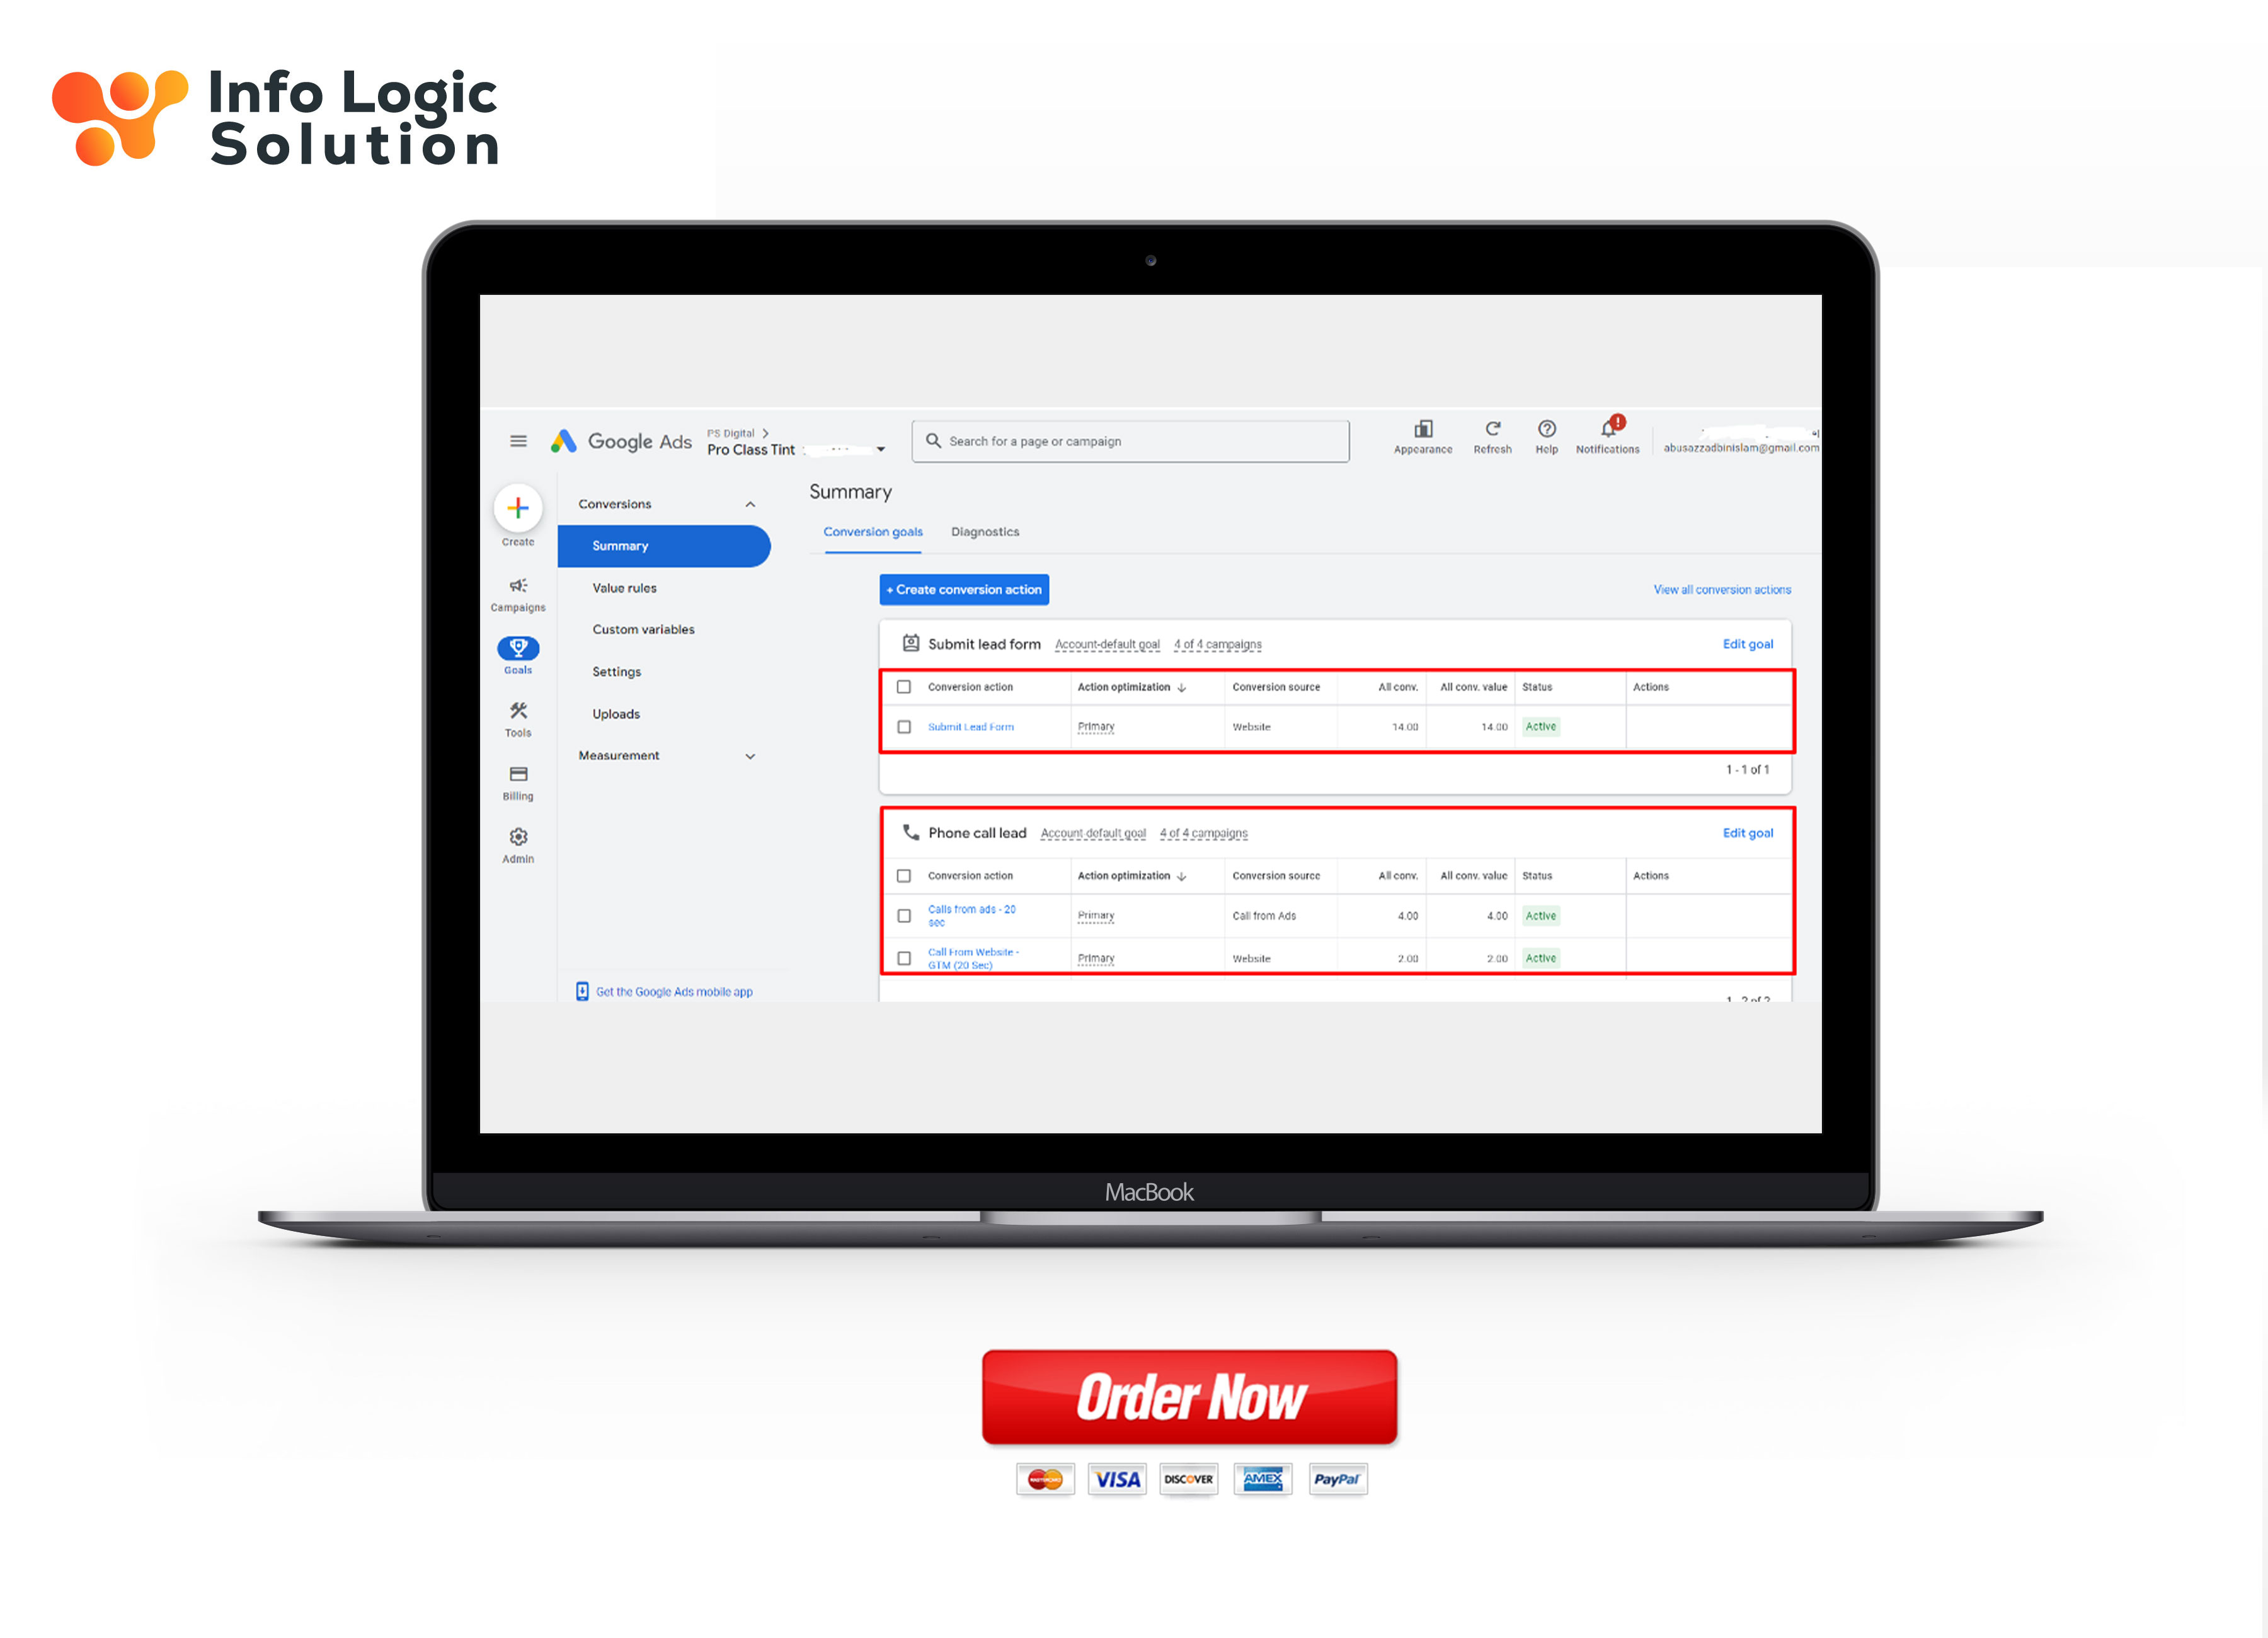 Info Logic
Solution
Google Ads
PS Digital
Pro Class Tint
Search for a page or campaign
Appearance
Refresh
Help
Notifications
abusazzadbinislam@gmail.com
Create
Campaigns
Goals
Tools
Billing
Admin
Conversions
Summary
Value rules
Custom variables
Settings
Uploads
Measurement
Get the Google Ads mobile app
Summary
Conversion goals Diagnostics
+ Create conversion action
View all conversion actions
Submit lead form Account-default goal 4 of 4 campaigns Edit goal
Conversion action Action optimization Conversion source All conv. All conv. value Status Actions
Submit Lead Form Primary Website 14.00 14.00 Active
1 - 1 of 1
Phone call lead Account-default goal 4 of 4 campaigns Edit goal
Conversion action Action optimization Conversion source All conv. All conv. value Status Actions
Calls from ads - 20
sec
Primary Call from Ads 4.00 4.00 Active
Call From Website -
GTM (20 Sec)
Primary Website 2.00 2.00 Active
1 - 2 of 2
MacBook
Order Now
MasterCard VISA DISCOVER AMEX PayPal